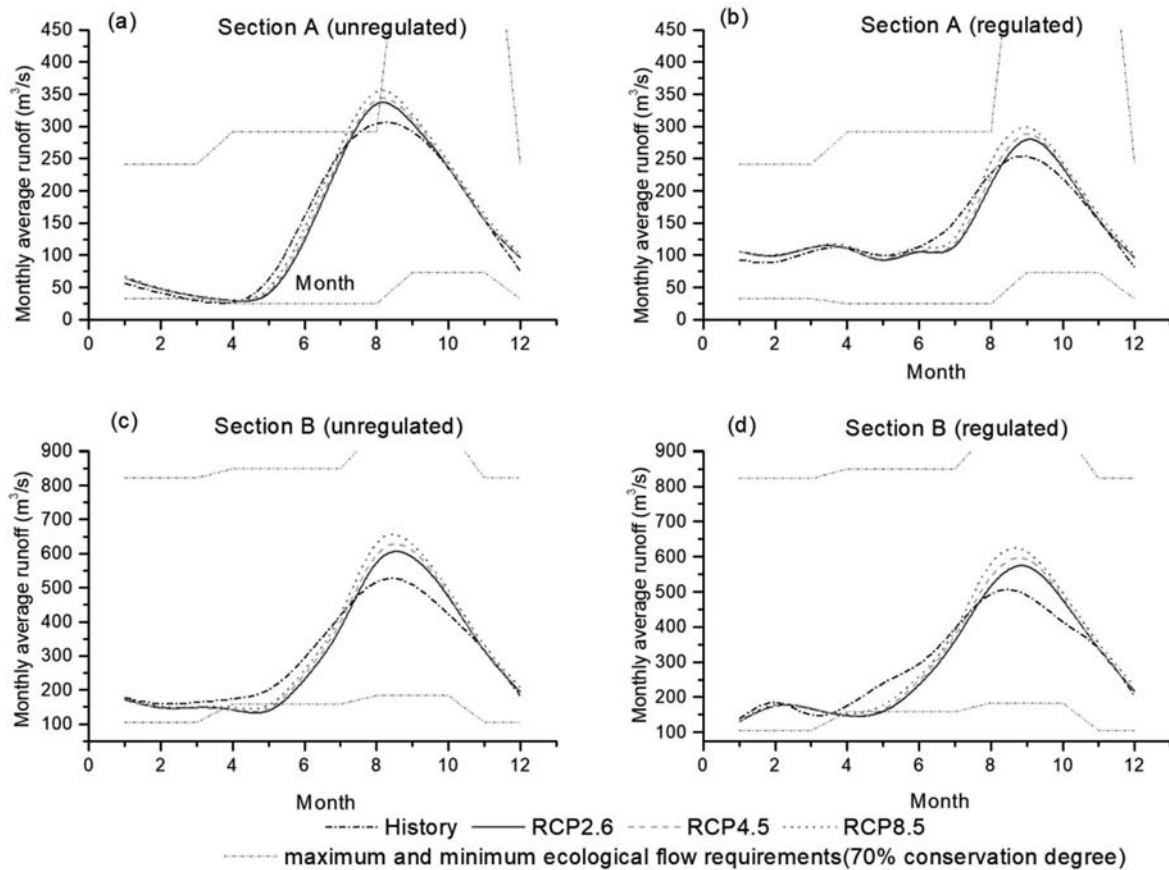 (a)
Section A (unregulated)
Monthly average runoff (m³/s)
450
400
350
300
250
200
150
100
50
0
Month
0 2 4 6 8 10 12
(b)
Section A (regulated)
Monthly average runoff (m³/s)
450
400
350
300
250
200
150
100
50
0
0 2 4 6 8 10 12
Month
(c)
Section B (unregulated)
Monthly average runoff (m³/s)
900
800
700
600
500
400
300
200
100
0 2 4 6 8 10 12
Month
(d)
Section B (regulated)
Monthly average runoff (m³/s)
900
800
700
600
500
400
300
200
100
0 2 4 6 8 10 12
Month
History RCP2.6 RCP4.5 RCP8.5
maximum and minimum ecological flow requirements(70% conservation degree)